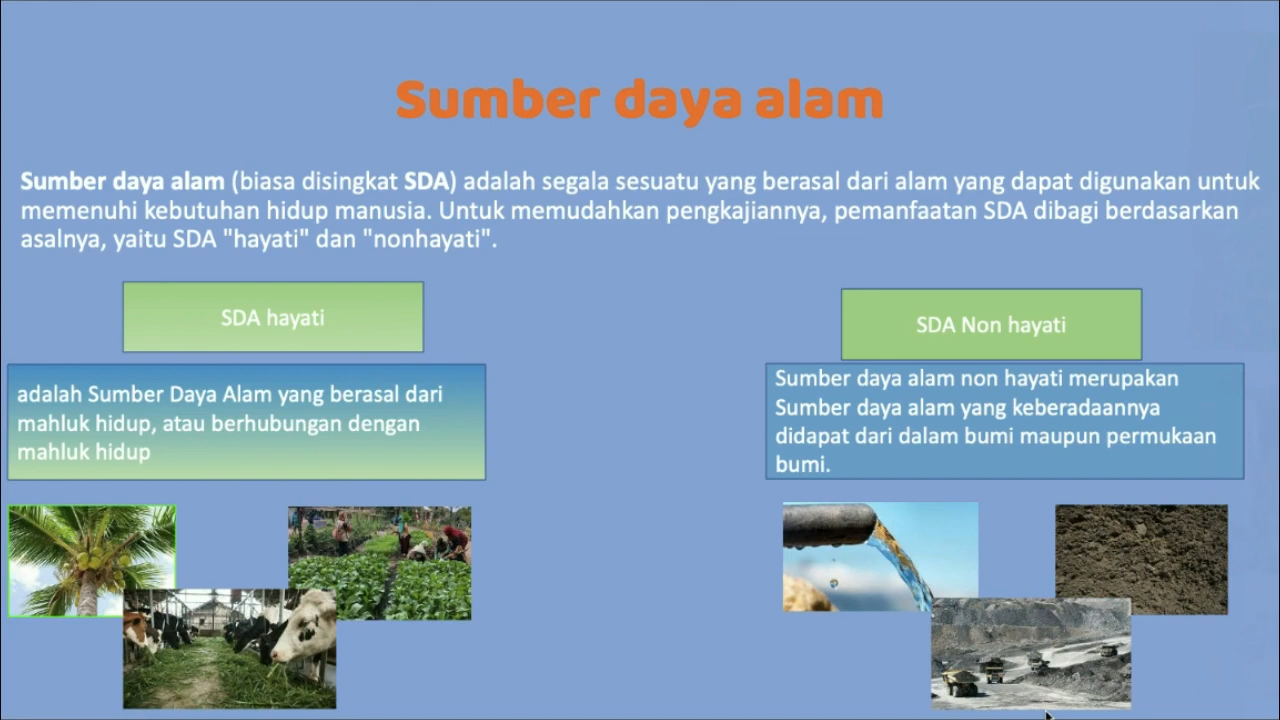 Sumber daya alam
Sumber daya alam (biasa disingkat SDA) adalah segala sesuatu yang berasal dari alam yang dapat digunakan untuk
memenuhi kebutuhan hidup manusia. Untuk memudahkan pengkajiannya, pemanfaatan SDA dibagi berdasarkan
asalnya, yaitu SDA "hayati" dan "nonhayati".
SDA hayati
adalah Sumber Daya Alam yang berasal dari
mahluk hidup, atau berhubungan dengan
mahluk hidup
SDA Non hayati
Sumber daya alam non hayati merupakan
Sumber daya alam yang keberadaannya
didapat dari dalam bumi maupun permukaan
bumi.